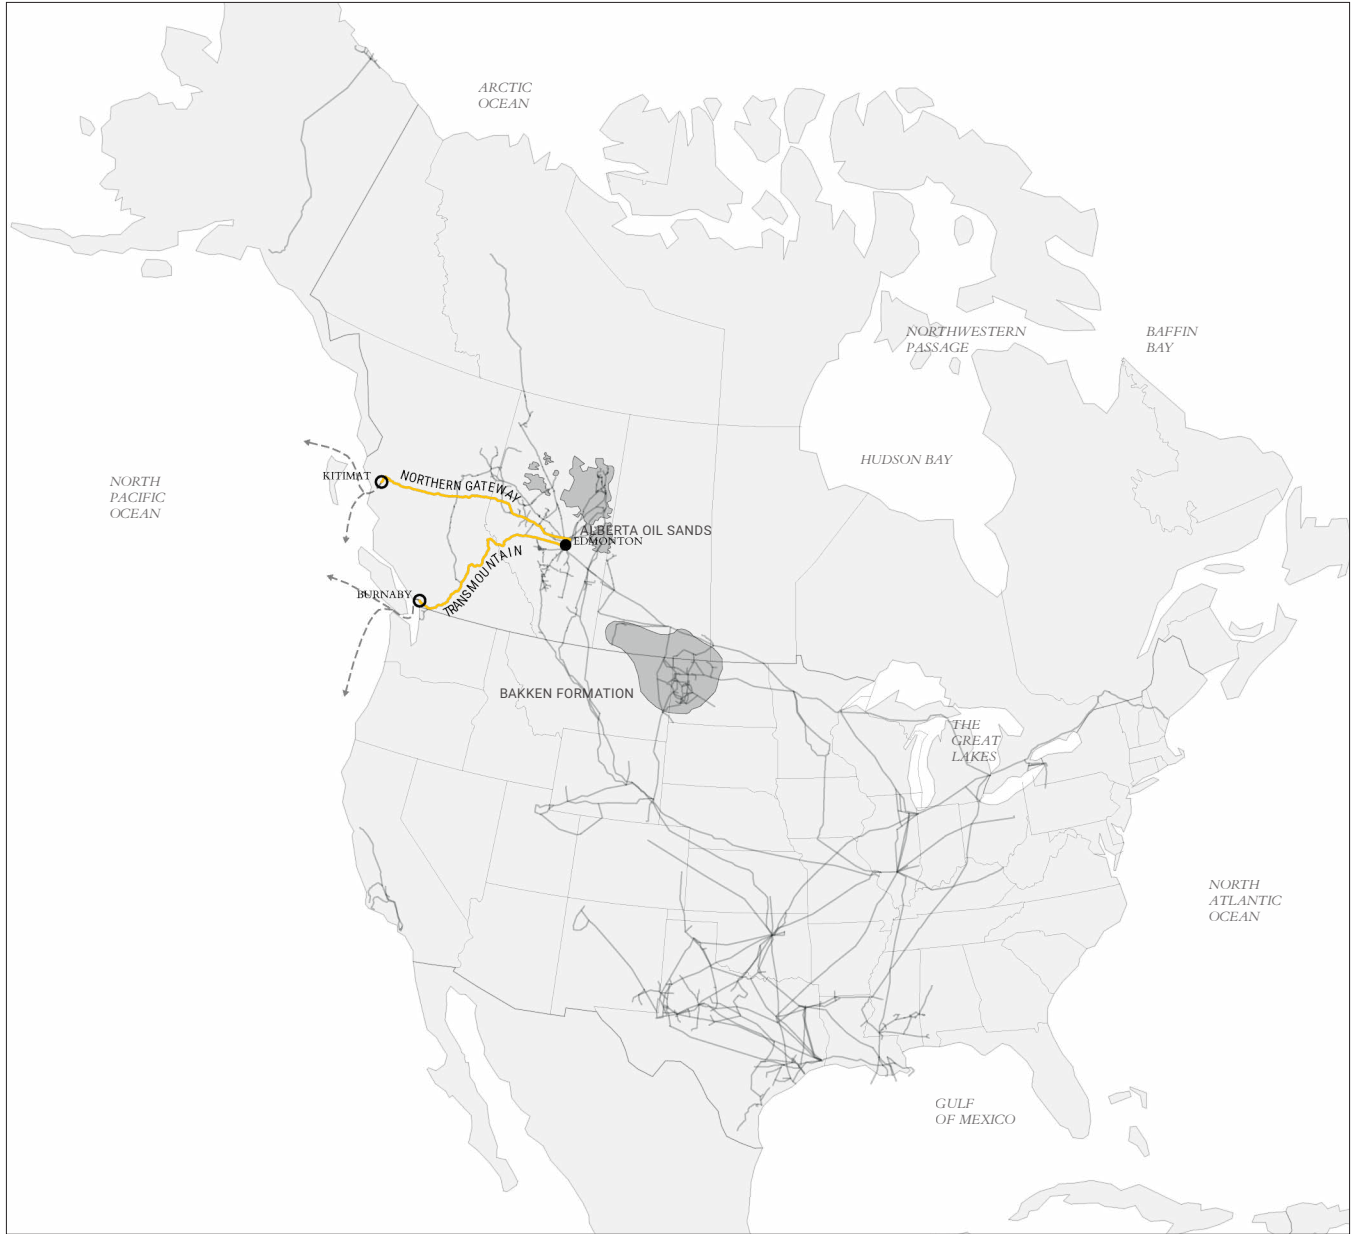 ARCTIC
OCEAN
NORTHWESTERN
PASSAGE
BAFFIN
BAY
HUDSON BAY
NORTH
PACIFIC
OCEAN
KITIMAT
NORTHERN GATEWAY
ALBERTA OIL SANDS
EDMONTON
TRANSMOUNTAIN
BURNABY
BAKKEN FORMATION
THE
GREAT
LAKES
NORTH
ATLANTIC
OCEAN
GULF
OF MEXICO